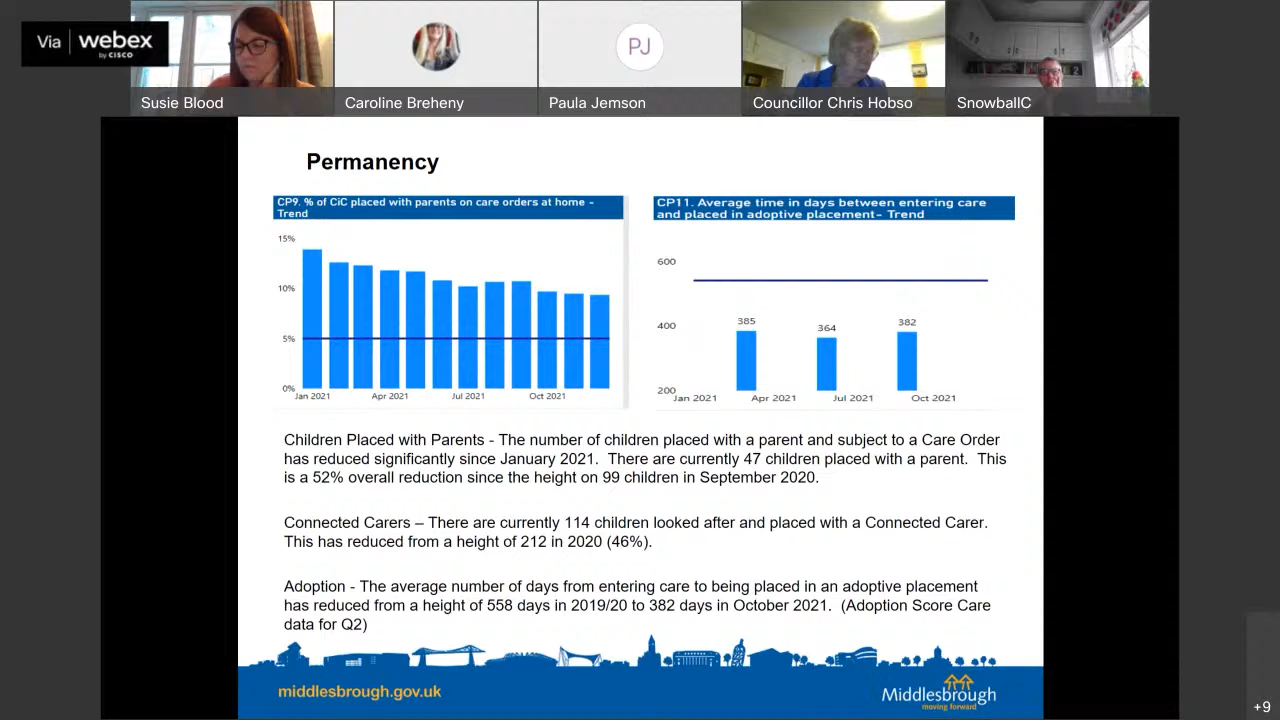 Via webex
by CISCO
Susie Blood
Caroline Breheny
PJ
Paula Jemson
Councillor Chris Hobso
SnowballC
Permanency
CP9. % of CiC placed with parents on care orders at home -
Trend
15%
10%
5%
0%
Jan 2021 Apr 2021 Jul 2021 Oct 2021
CP11. Average time in days between entering care
and placed in adoptive placement- Trend
600
400
200
385 364 382
Jan 2021 Apr 2021 Jul 2021 Oct 2021
Children Placed with Parents - The number of children placed with a parent and subject to a Care Order
has reduced significantly since January 2021. There are currently 47 children placed with a parent. This
is a 52% overall reduction since the height on 99 children in September 2020.
Connected Carers – There are currently 114 children looked after and placed with a Connected Carer.
This has reduced from a height of 212 in 2020 (46%).
Adoption - The average number of days from entering care to being placed in an adoptive placement
has reduced from a height of 558 days in 2019/20 to 382 days in October 2021. (Adoption Score Care
data for Q2)
middlesbrough.gov.uk
Middlesbrough
moving forward
+9